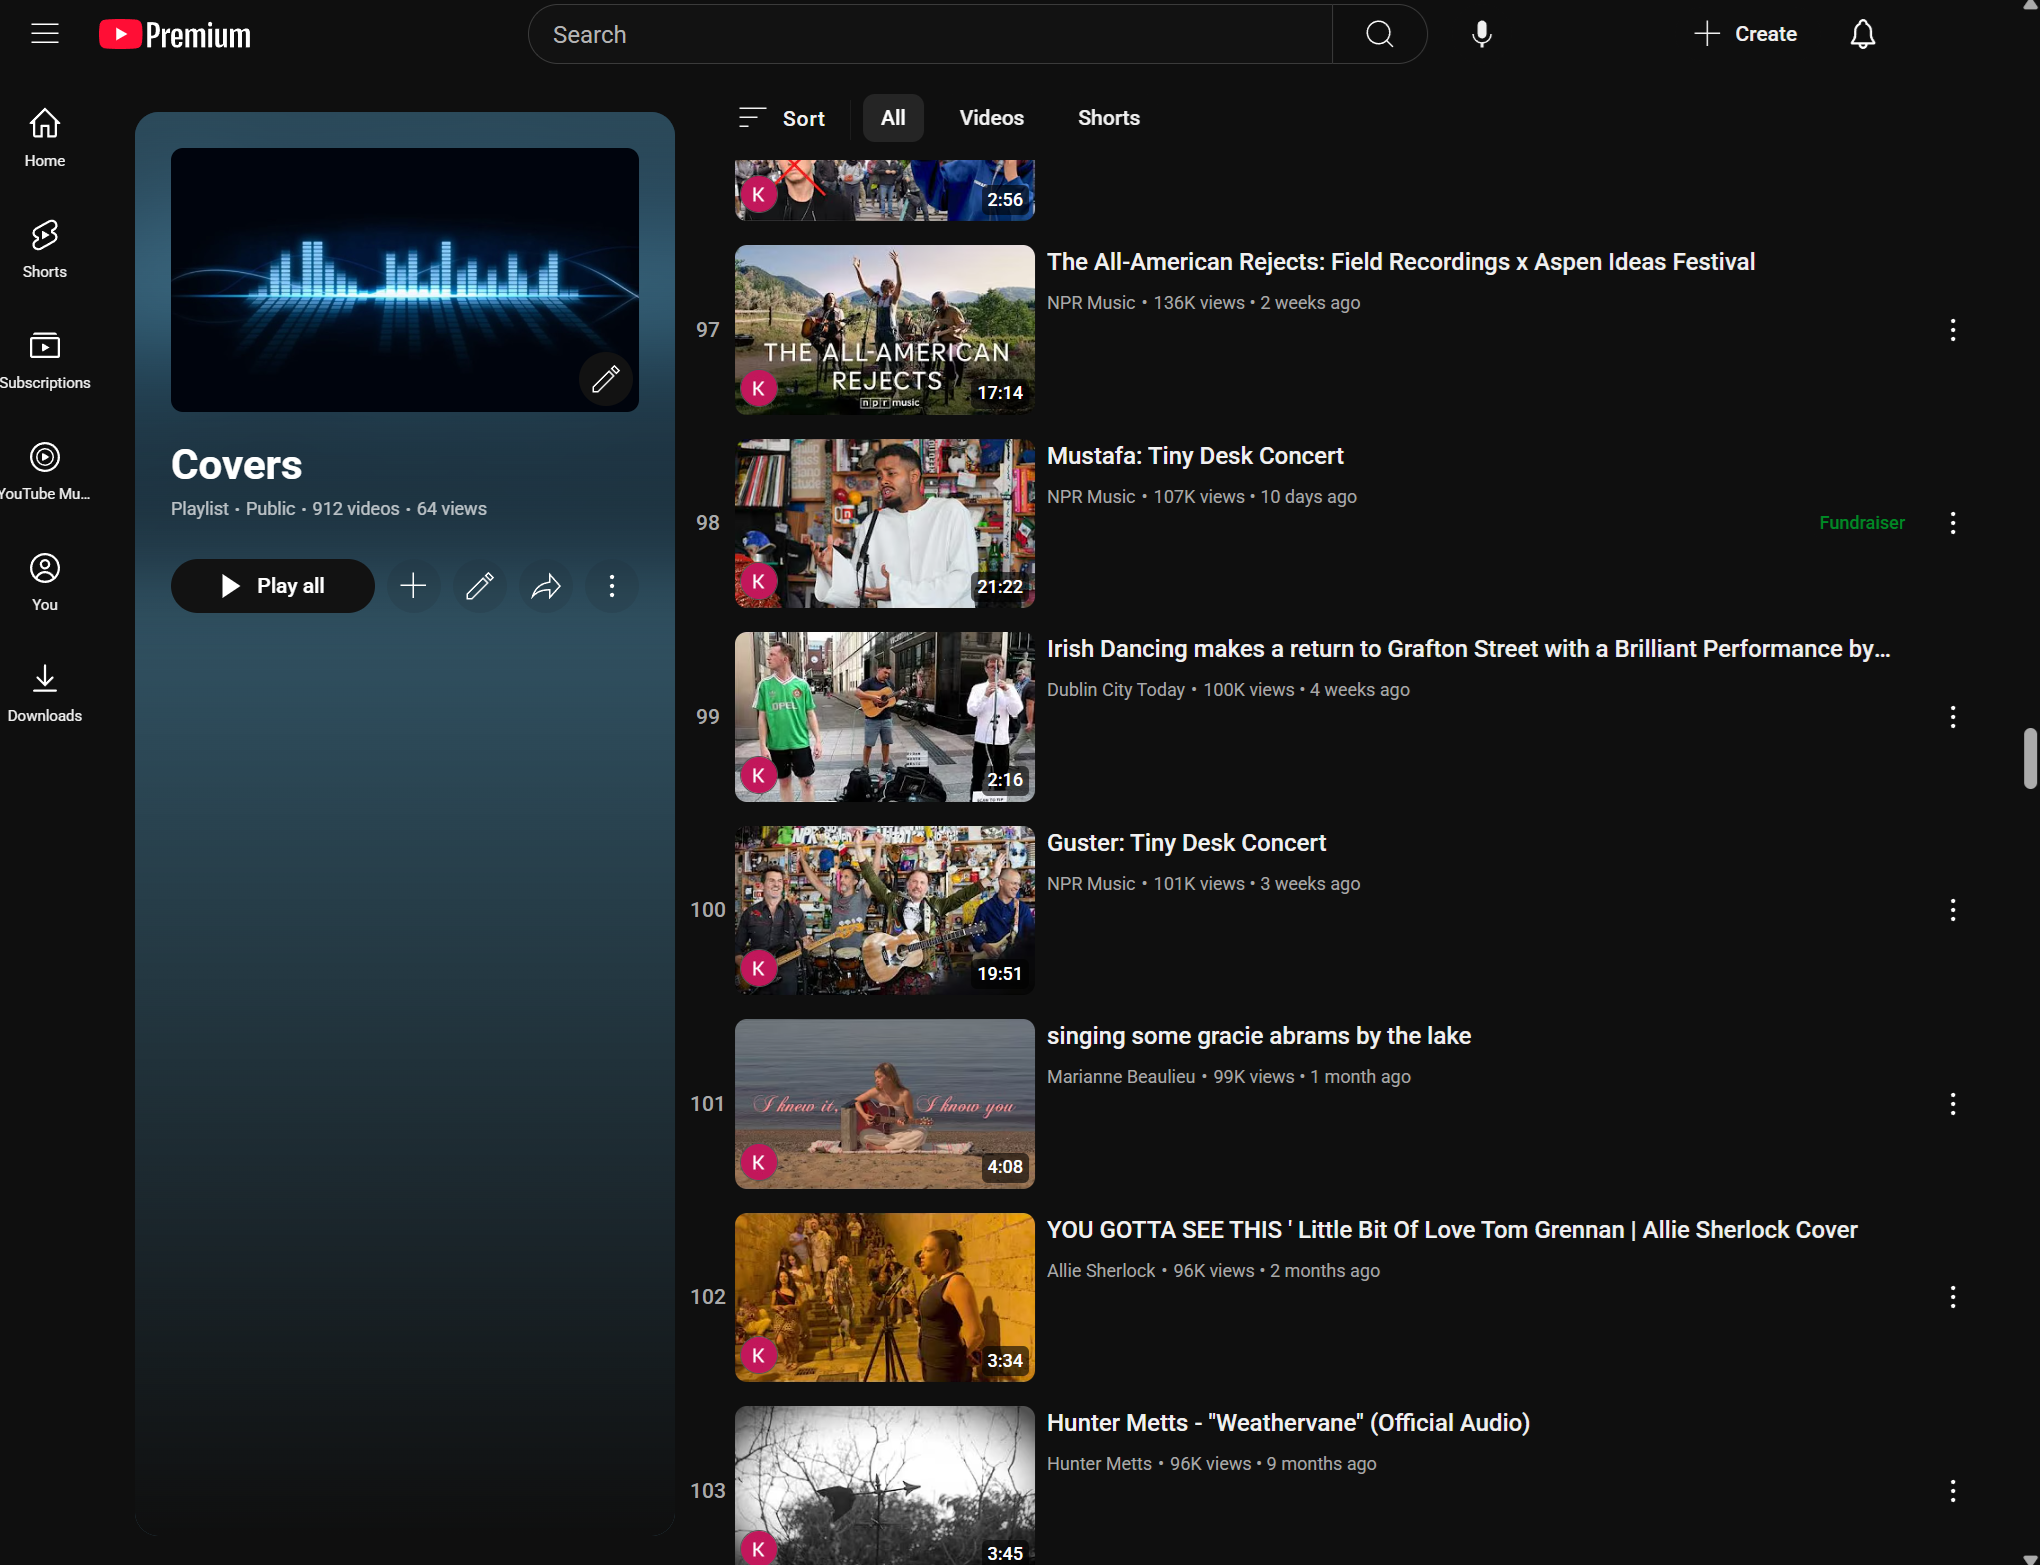 Premium
Search
Create
Home
Shorts
Subscriptions
YouTube Mu...
You
Downloads
Covers
Playlist • Public • 912 videos • 64 views
Play all
Sort
All
Videos
Shorts
K
2:56
97
THE ALL-AMERICAN
REJECTS
npr music
K
17:14
The All-American Rejects: Field Recordings x Aspen Ideas Festival
NPR Music • 136K views • 2 weeks ago
98
K
21:22
Mustafa: Tiny Desk Concert
NPR Music • 107K views • 10 days ago
Fundraiser
99
OPEL
K
2:16
Irish Dancing makes a return to Grafton Street with a Brilliant Performance by...
Dublin City Today • 100K views • 4 weeks ago
100
K
19:51
Guster: Tiny Desk Concert
NPR Music • 101K views • 3 weeks ago
101
I knew it, I know you
K
4:08
singing some gracie abrams by the lake
Marianne Beaulieu • 99K views • 1 month ago
102
K
3:34
YOU GOTTA SEE THIS ' Little Bit Of Love Tom Grennan | Allie Sherlock Cover
Allie Sherlock • 96K views • 2 months ago
103
K
3:45
Hunter Metts - "Weathervane" (Official Audio)
Hunter Metts • 96K views • 9 months ago